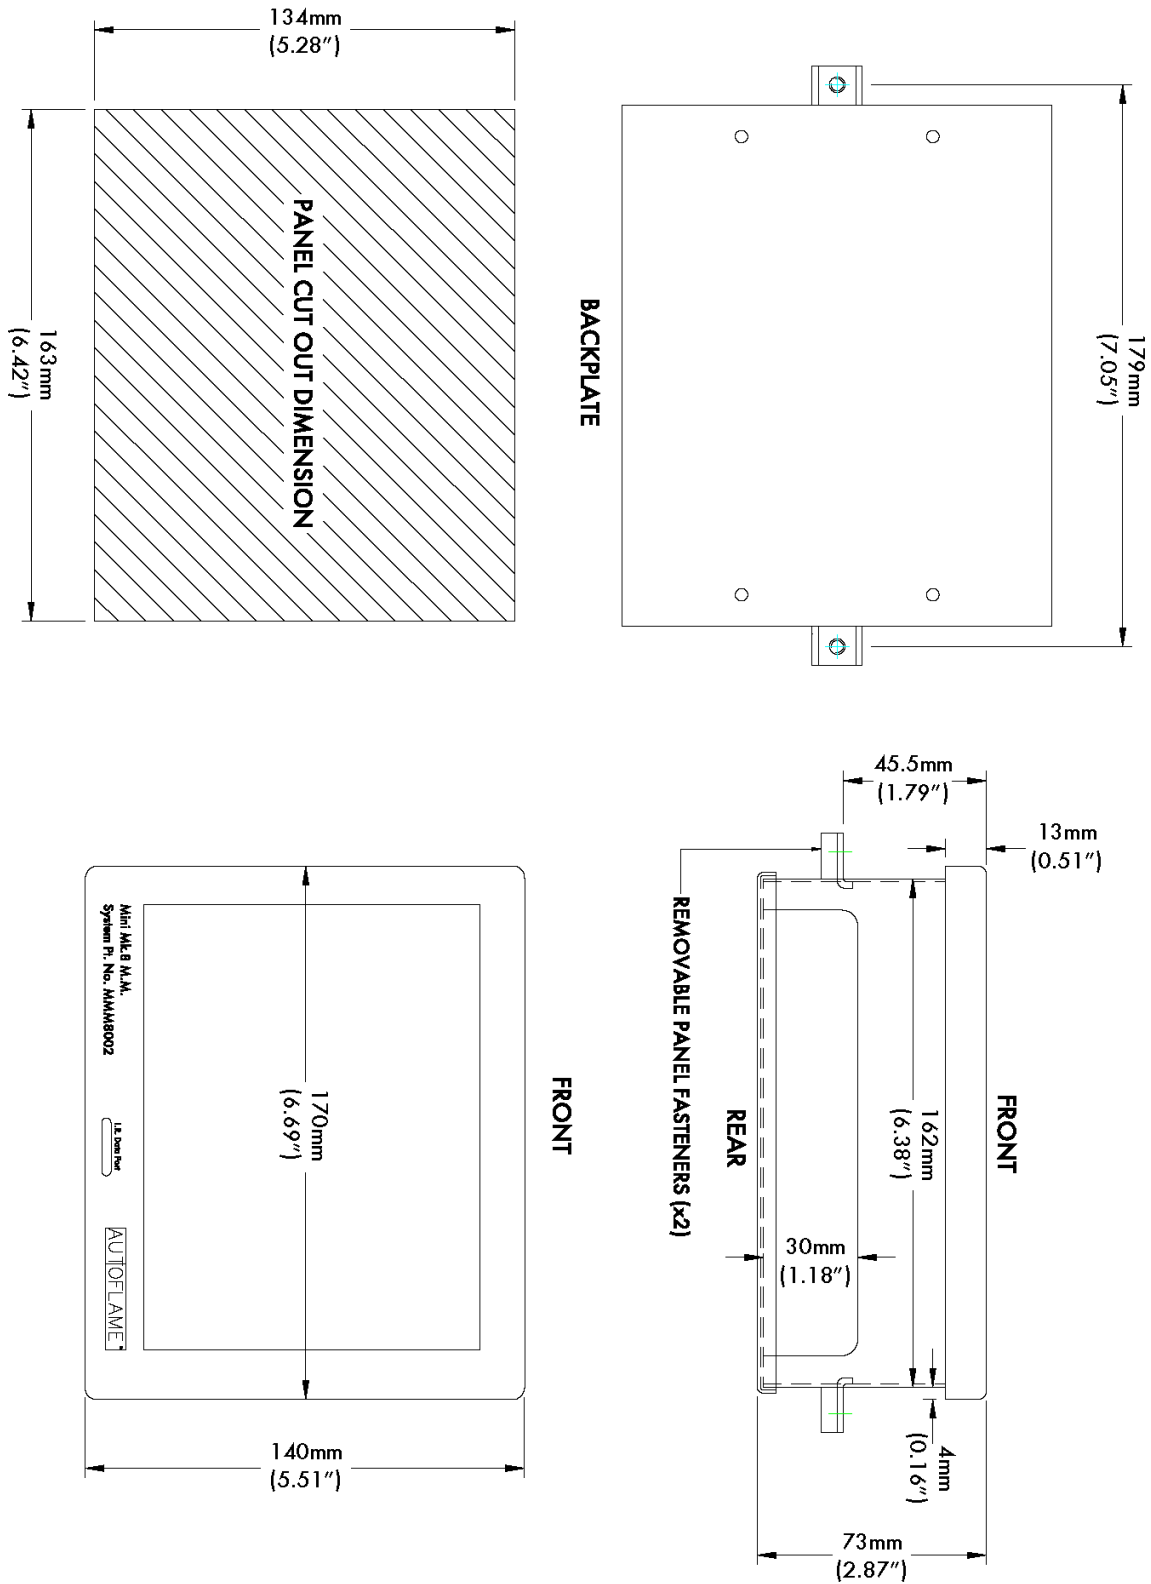 134mm
(5.28")
163mm
(6.42")
PANEL CUT OUT DIMENSION
BACKPLATE
179mm
(7.05")
45.5mm
(1.79")
13mm
(0.51")
REMOVABLE PANEL FASTENERS (x2)
REAR
162mm
(6.38")
FRONT
30mm
(1.18")
4mm
(0.16")
73mm
(2.87")
FRONT
170mm
(6.69")
Mini Mk.8 M.M.
System Pt. No. MMM8002
I.R. Data Port
AUTOFLAME
140mm
(5.51")